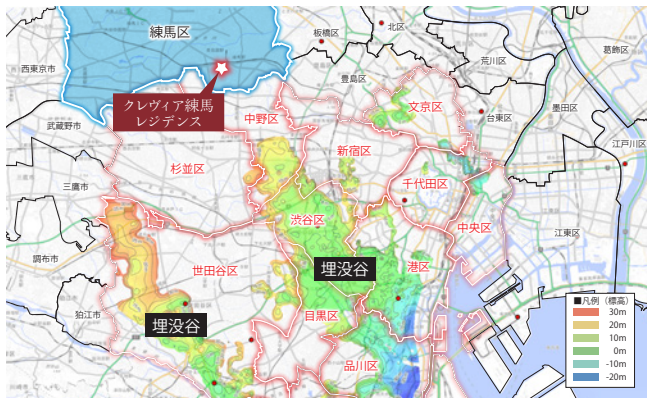 練馬区
板橋区
北区
西東京市
豊島区
荒川区
葛飾区
クレヴィア練馬
レジデンス
文京区
台東区
墨田区
武蔵野市
中野区
新宿区
江戸川区
杉並区
三鷹市
千代田区
渋谷区
中央区
調布市
世田谷区
埋没谷
港区
江東区
狛江市
埋没谷
目黒区
品川区
■凡例（標高）
30m
20m
10m
0m
-10m
-20m